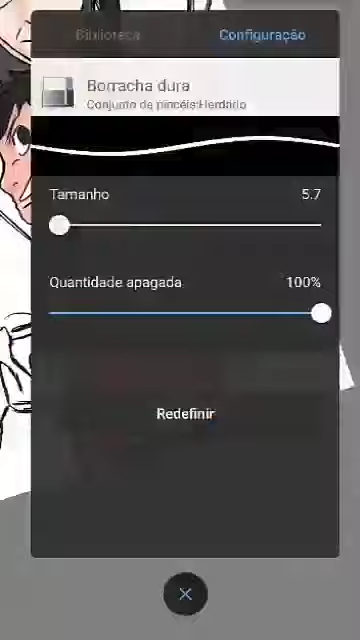 Biblioteca
Configuração
Borracha dura
Conjunto de pincéis:Herdado
Tamanho
5.7
Quantidade apagada
100%
Redefinir